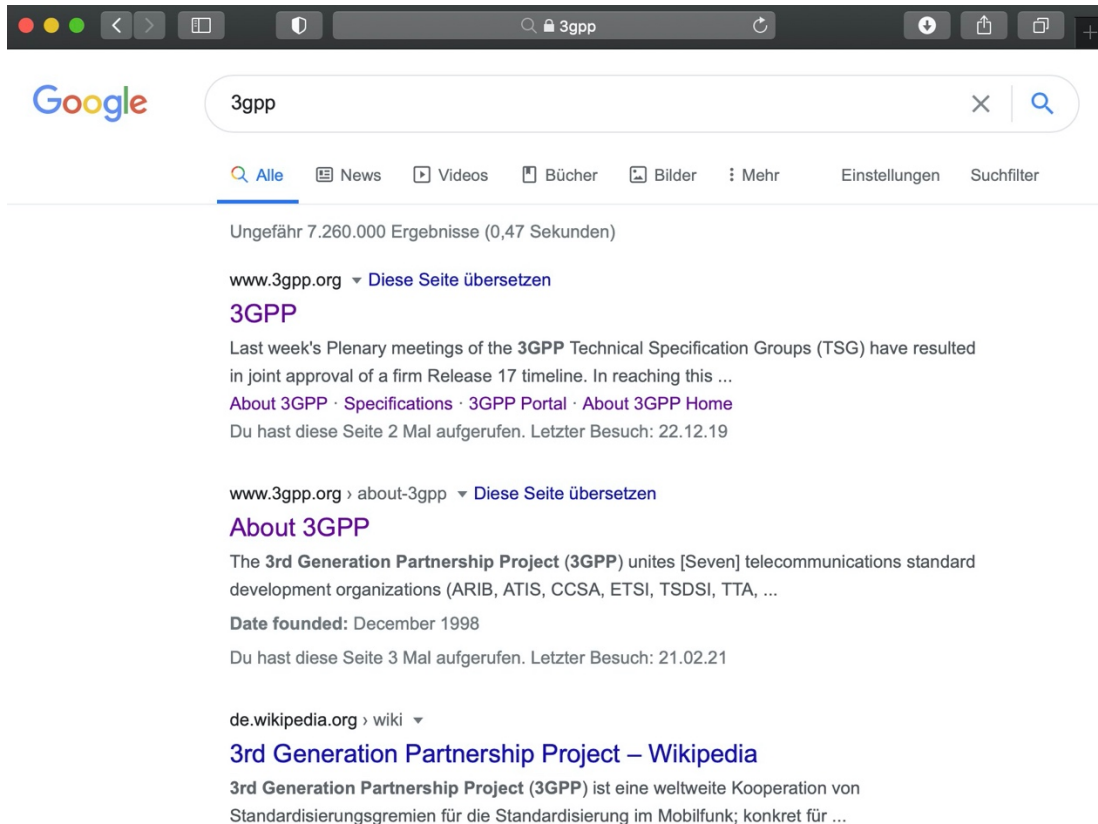 3gpp
Google
3gpp
Alle News Videos Bücher Bilder Mehr Einstellungen Suchfilter
Ungefähr 7.260.000 Ergebnisse (0,47 Sekunden)
www.3gpp.org Diese Seite übersetzen
3GPP
Last week's Plenary meetings of the 3GPP Technical Specification Groups (TSG) have resulted
in joint approval of a firm Release 17 timeline. In reaching this ...
About 3GPP · Specifications · 3GPP Portal · About 3GPP Home
Du hast diese Seite 2 Mal aufgerufen. Letzter Besuch: 22.12.19
www.3gpp.org › about-3gpp Diese Seite übersetzen
About 3GPP
The 3rd Generation Partnership Project (3GPP) unites [Seven] telecommunications standard
development organizations (ARIB, ATIS, CCSA, ETSI, TSDSI, TTA, ...
Date founded: December 1998
Du hast diese Seite 3 Mal aufgerufen. Letzter Besuch: 21.02.21
de.wikipedia.org › wiki
3rd Generation Partnership Project – Wikipedia
3rd Generation Partnership Project (3GPP) ist eine weltweite Kooperation von
Standardisierungsgremien für die Standardisierung im Mobilfunk; konkret für ...